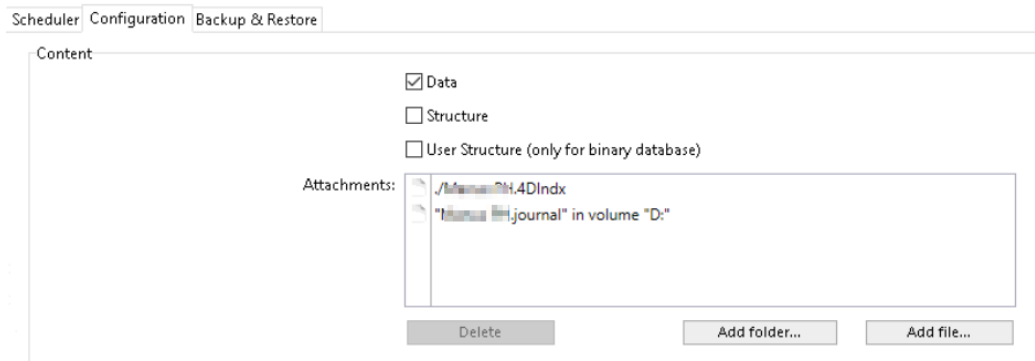 Scheduler Configuration Backup & Restore
Content
Data
Structure
User Structure (only for binary database)
Attachments: ./ .4DIndx
" .journal" in volume "D:"
Delete Add folder... Add file...